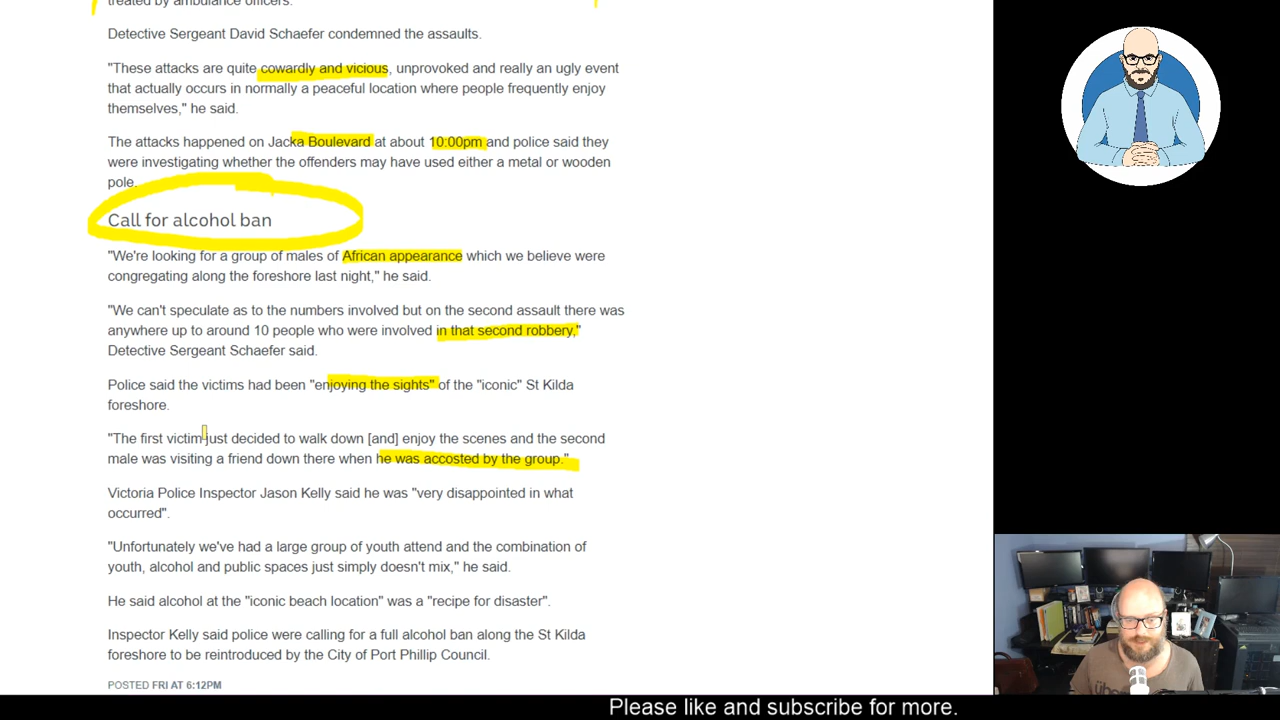 treated by ambulance officers.
Detective Sergeant David Schaefer condemned the assaults.
"These attacks are quite cowardly and vicious, unprovoked and really an ugly event
that actually occurs in normally a peaceful location where people frequently enjoy
themselves," he said.
The attacks happened on Jacka Boulevard at about 10:00pm and police said they
were investigating whether the offenders may have used either a metal or wooden
pole.
Call for alcohol ban
"We're looking for a group of males of African appearance which we believe were
congregating along the foreshore last night," he said.
"We can't speculate as to the numbers involved but on the second assault there was
anywhere up to around 10 people who were involved in that second robbery,"
Detective Sergeant Schaefer said.
Police said the victims had been "enjoying the sights" of the "iconic" St Kilda
foreshore.
"The first victim just decided to walk down [and] enjoy the scenes and the second
male was visiting a friend down there when he was accosted by the group."
Victoria Police Inspector Jason Kelly said he was "very disappointed in what
occurred".
"Unfortunately we've had a large group of youth attend and the combination of
youth, alcohol and public spaces just simply doesn't mix," he said.
He said alcohol at the "iconic beach location" was a "recipe for disaster".
Inspector Kelly said police were calling for a full alcohol ban along the St Kilda
foreshore to be reintroduced by the City of Port Phillip Council.
POSTED FRI AT 6:12PM
Please like and subscribe for more.